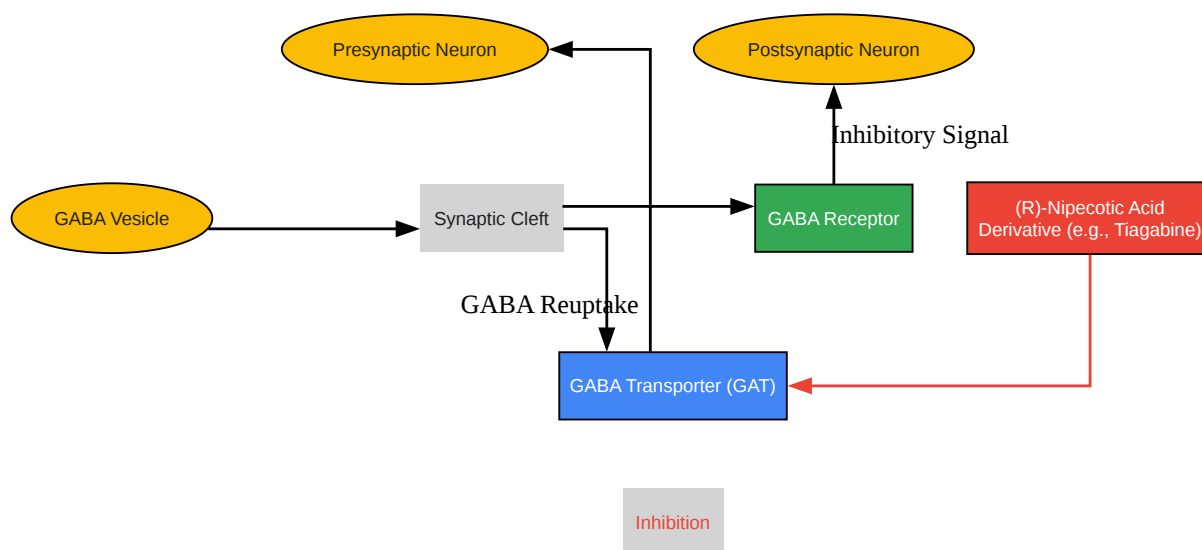 Presynaptic Neuron
Postsynaptic Neuron
Inhibitory Signal
GABA Vesicle
Synaptic Cleft
GABA Receptor
(R)-Nipecotic Acid
Derivative (e.g., Tiagabine)
GABA Reuptake
GABA Transporter (GAT)
Inhibition